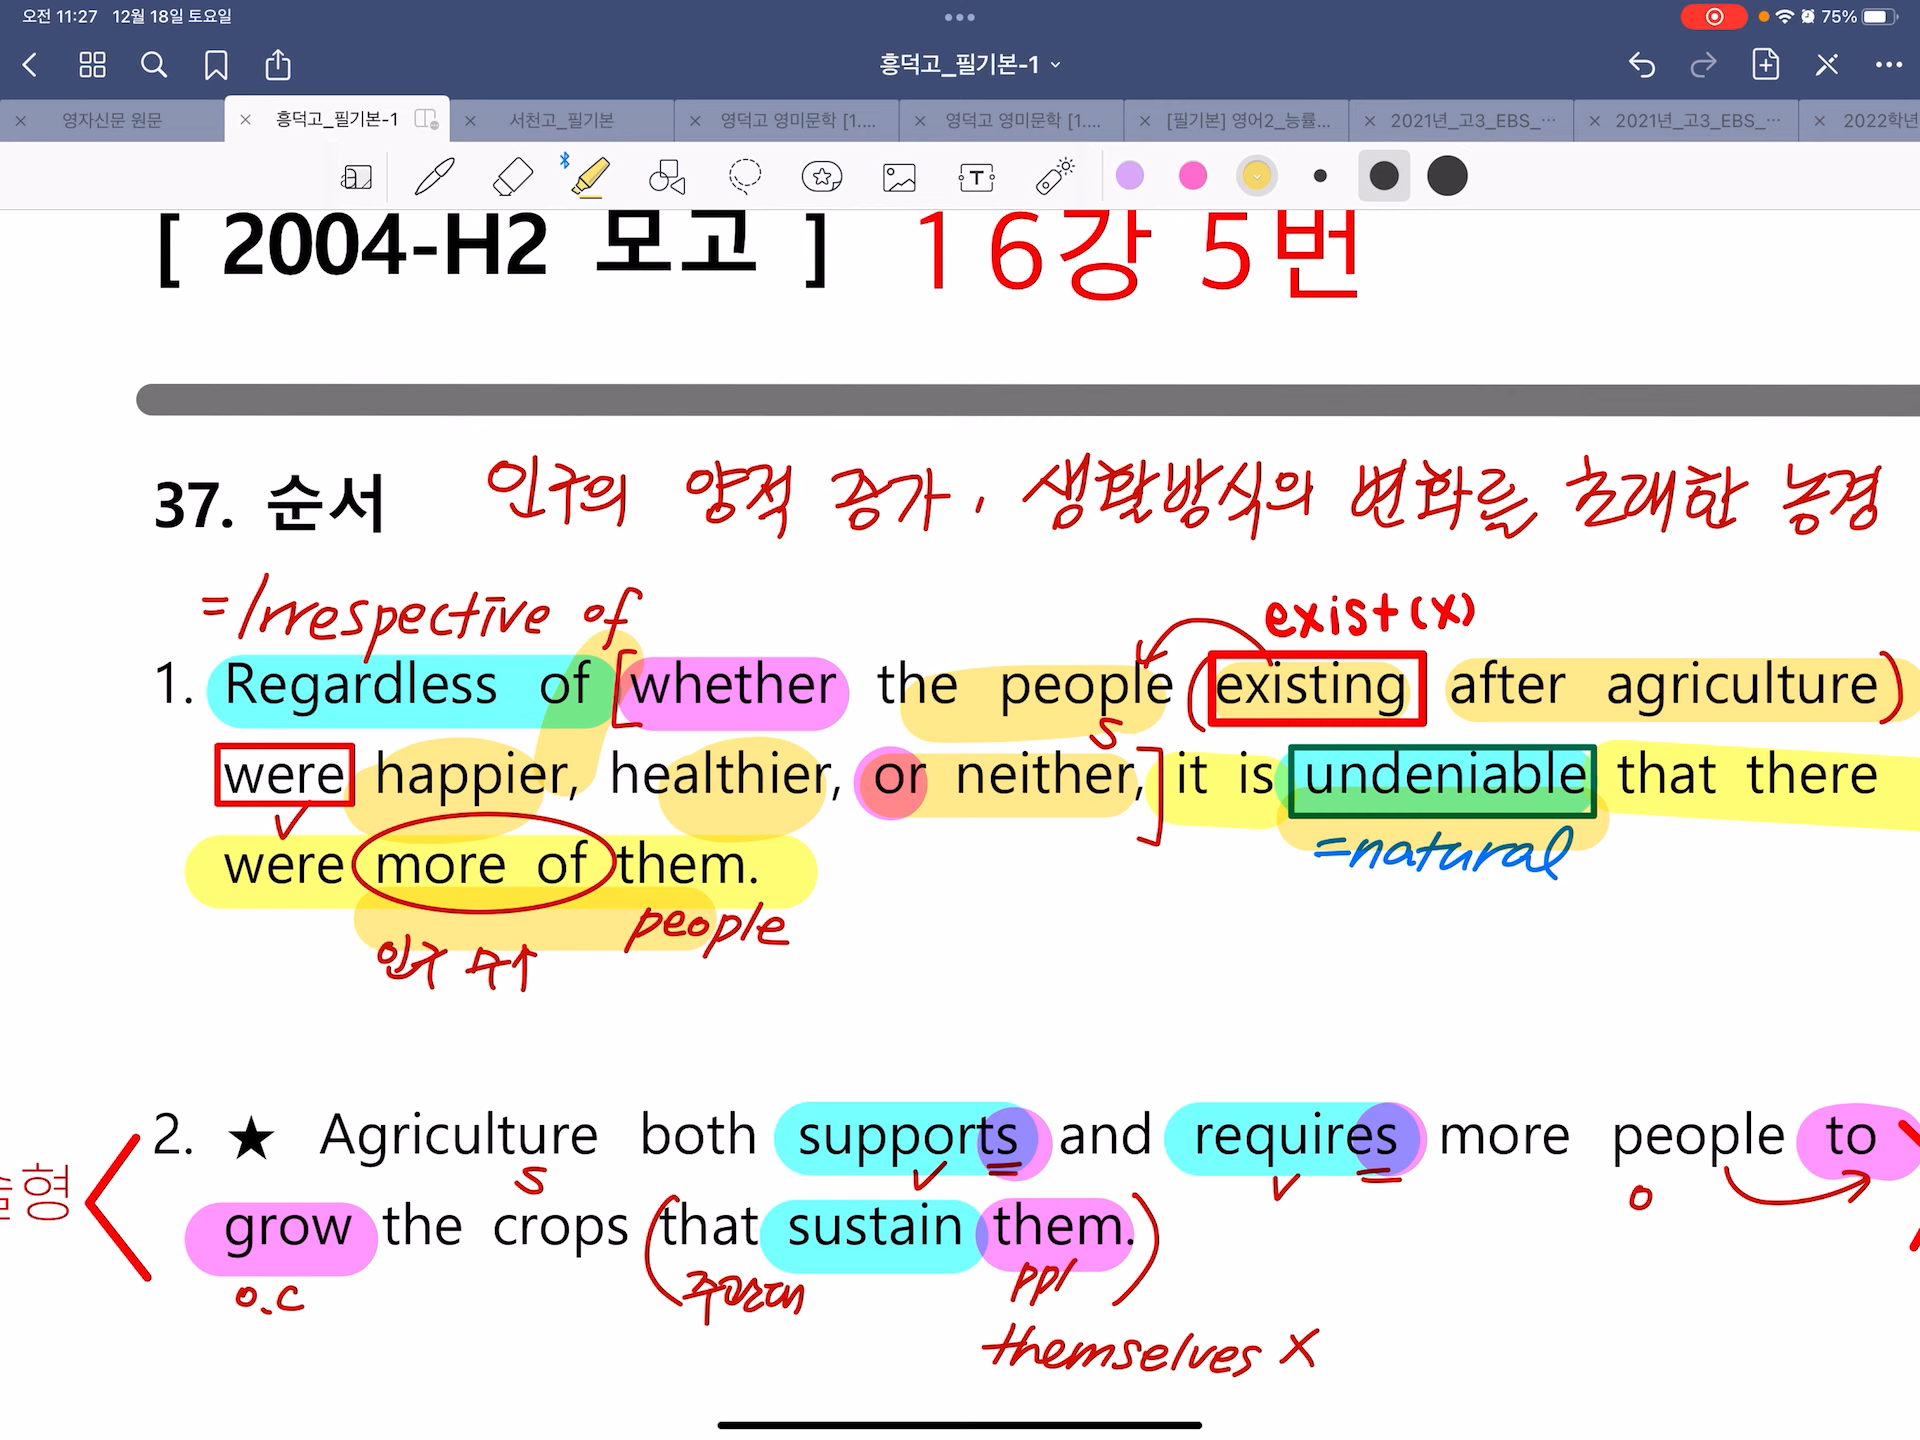 오전 11:27 12월 18일 토요일
75%
흥덕고_필기본-1
영자신문 원문
흥덕고_필기본-1
서천고_필기본
영덕고 영미문학 [1....
영덕고 영미문학 [1....
[필기본] 영어2_능률...
2021년_고3_EBS_...
2021년_고3_EBS_...
2022학년
[ 2004-H2 모고 ] 16강 5번
37. 순서 인구의 양적 증가, 생활방식의 변화를 초래한 농경
=Irrespective of
exist(x)
1. Regardless of [whether the people (existing after agriculture)
s
were happier, healthier, or neither,] it is undeniable that there
v
=natural
were more of them.
people
인구 수↑
2. ★ Agriculture both supports and requires more people to
s v v o
형
grow the crops (that sustain them.)
o.c 주관대 ppl
themselves X